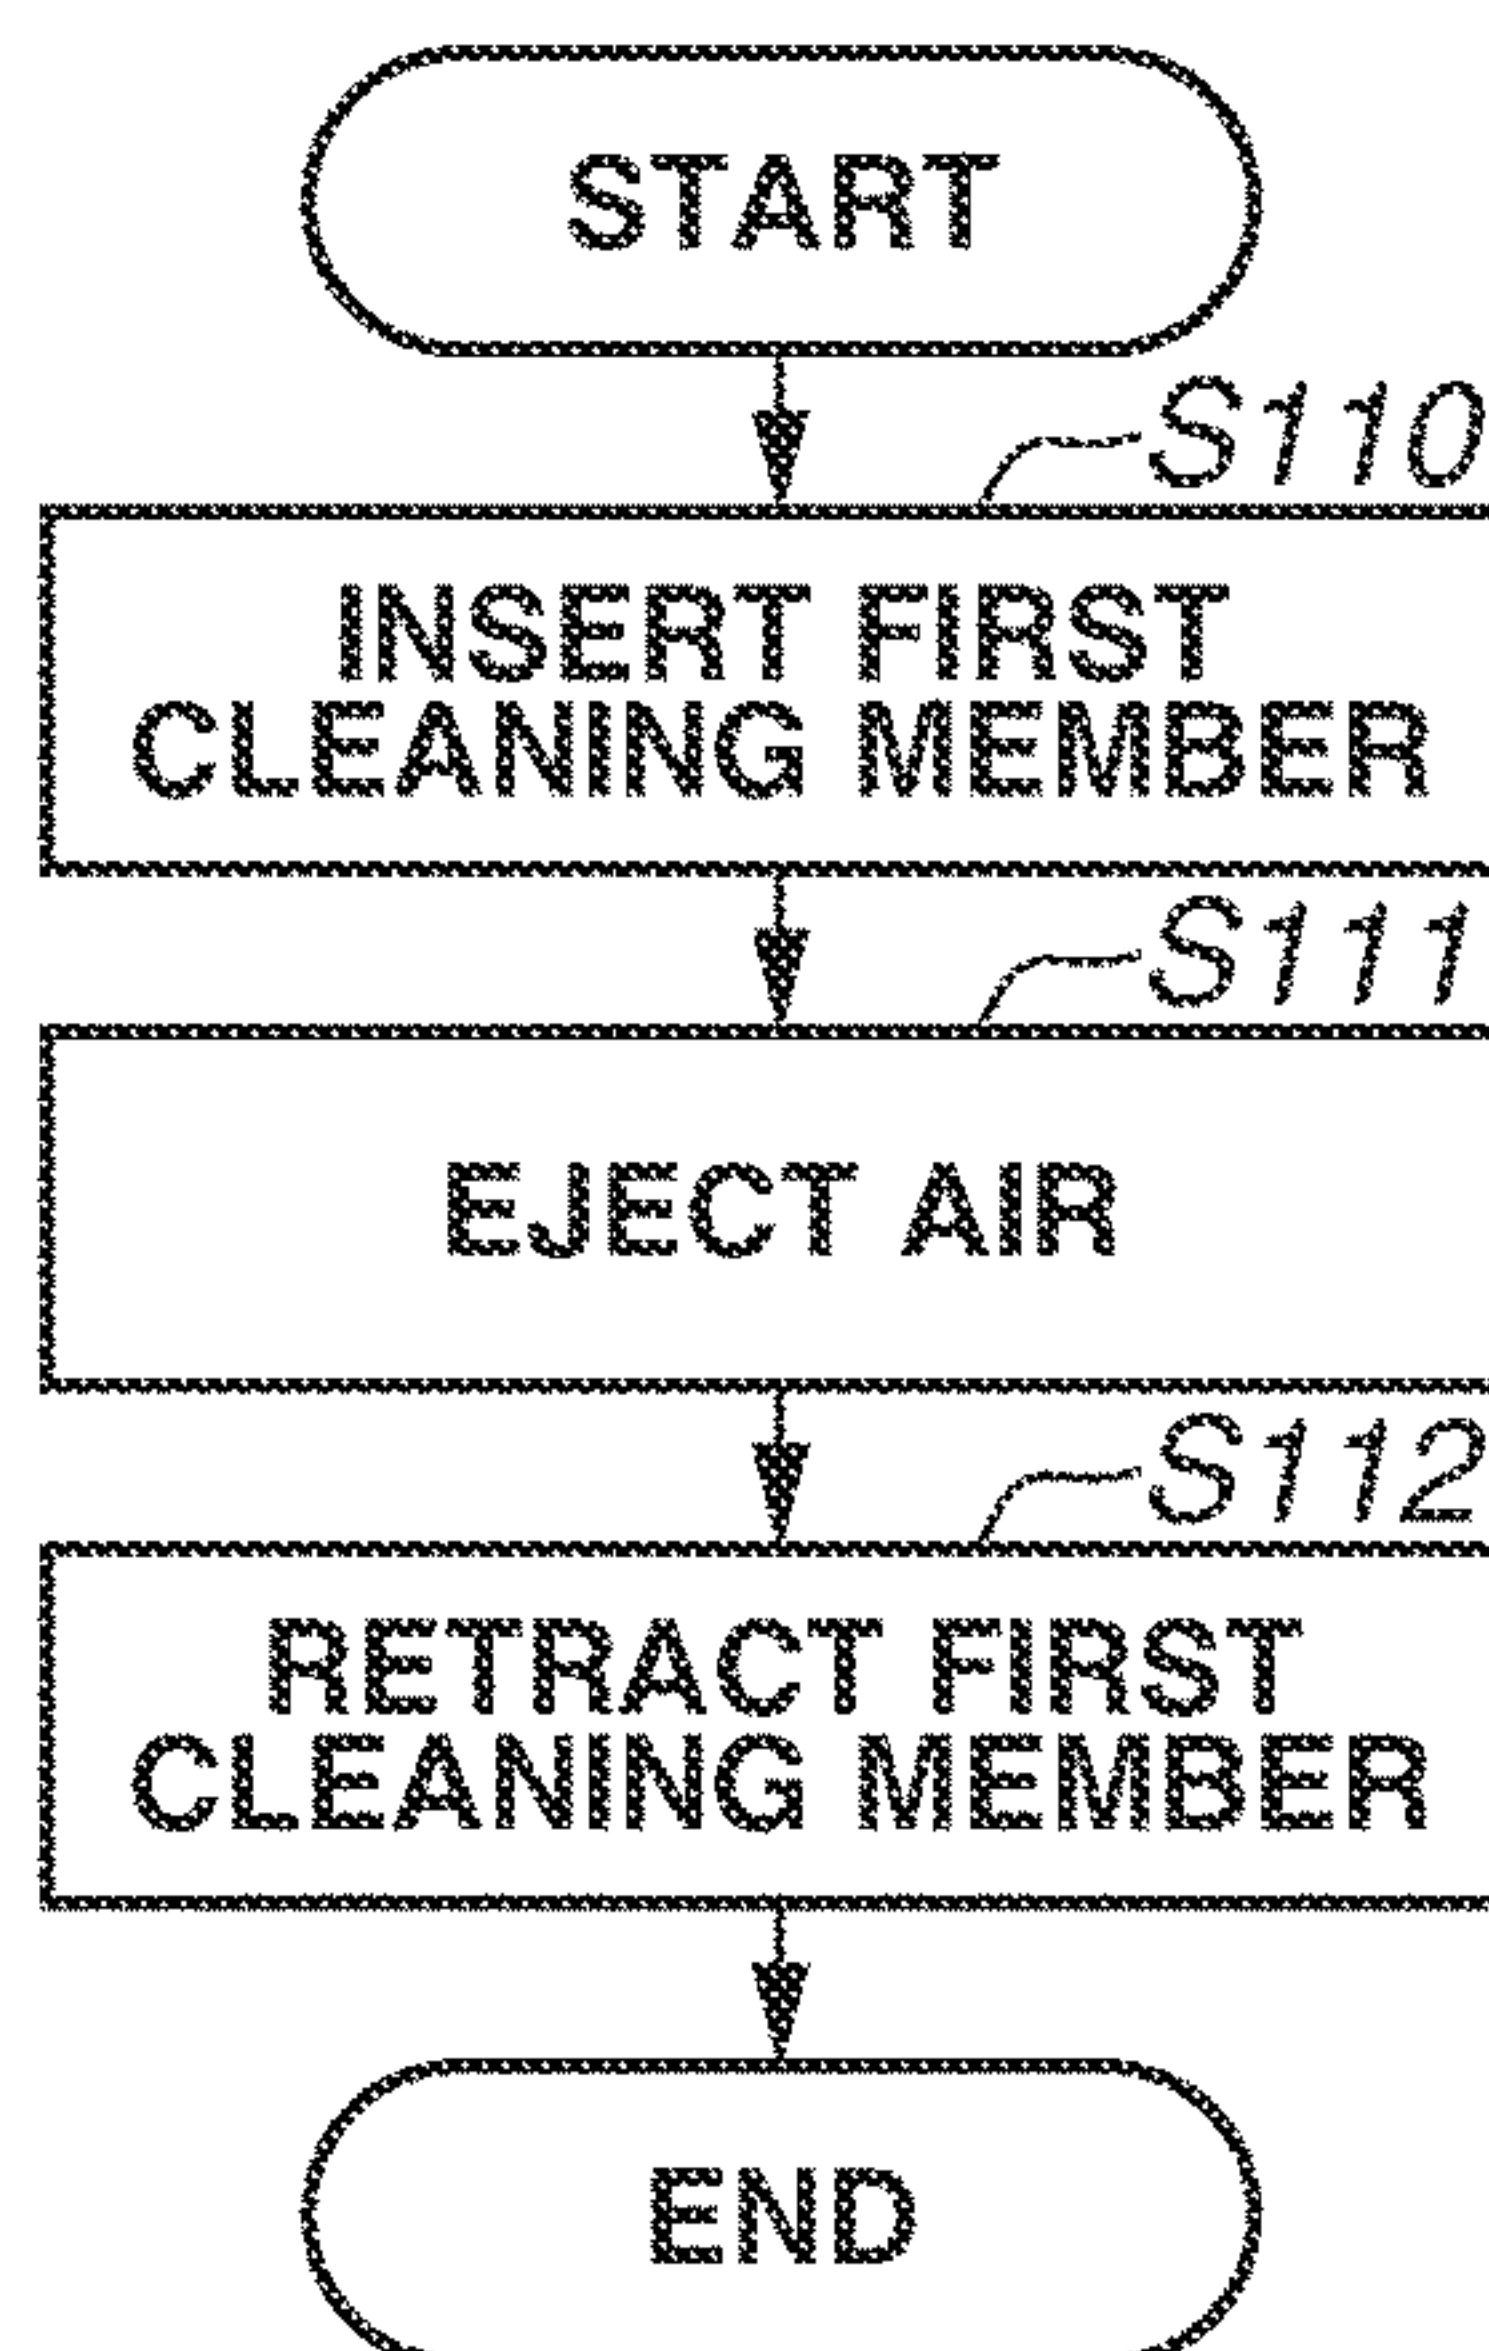 START
S110
INSERT FIRST
CLEANING MEMBER
S111
EJECT AIR
S112
RETRACT FIRST
CLEANING MEMBER
END